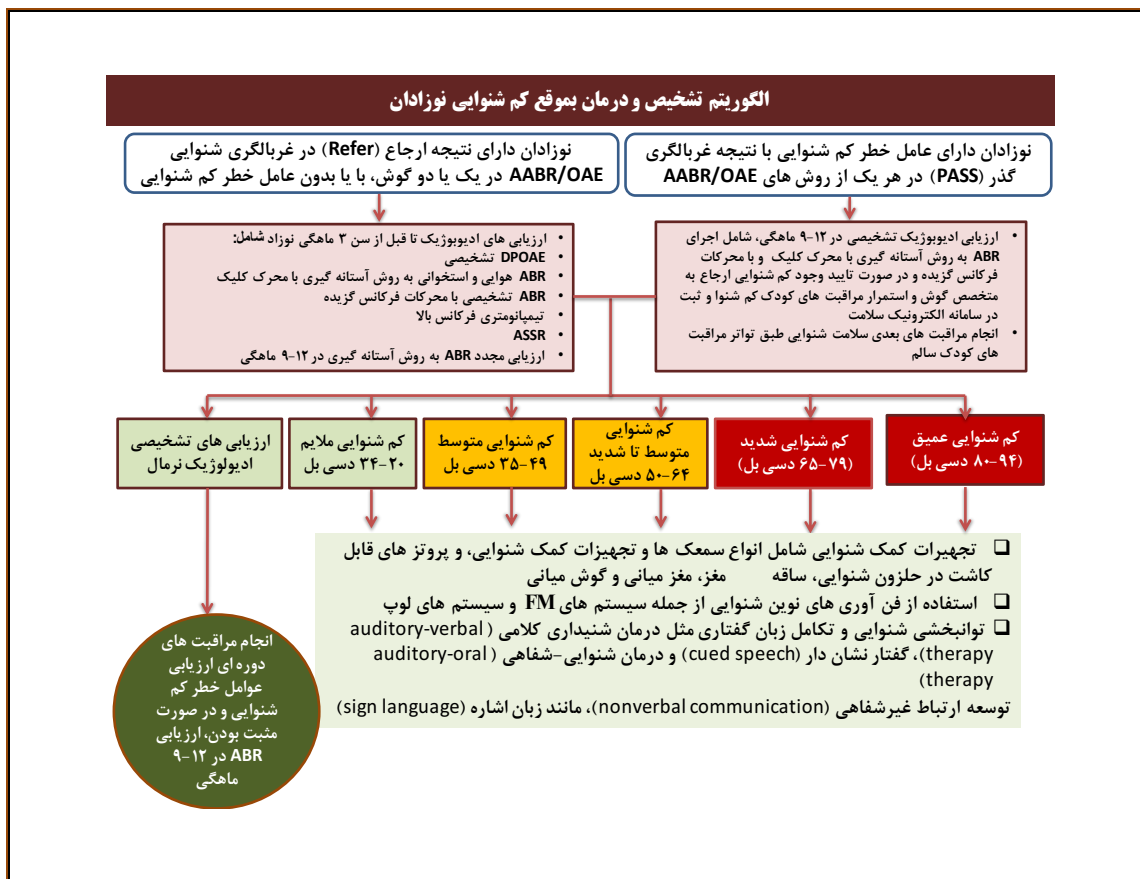 الگوریتم تشخیص و درمان بموقع کم شنوایی نوزادان
نوزادان دارای عامل خطر کم شنوایی با نتیجه غربالگری
گذر (PASS) در هر یک از روش های AABR/OAE
نوزادان دارای نتیجه ارجاع (Refer) در غربالگری شنوایی
AABR/OAE در یک یا دو گوش، با یا بدون عامل خطر کم شنوایی
• ارزیابی ادیوبوژیک تشخیصی در ۱۲-۹ ماهگی، شامل اجرای
ABR به روش آستانه گیری با محرک کلیک و با محرکات
فرکانس گزیده و در صورت تایید وجود کم شنوایی ارجاع به
متخصص گوش و استمرار مراقبت های کودک کم شنوا و ثبت
در سامانه الکترونیک سلامت
• انجام مراقبت های بعدی سلامت شنوایی طبق تواتر مراقبت
های کودک سالم
• ارزیابی های ادیوبوژیک تا قبل از سن ۳ ماهگی نوزاد شامل:
• DPOAE تشخیصی
• ABR هوایی و استخوانی به روش آستانه گیری با محرک کلیک
• ABR تشخیصی با محرکات فرکانس گزیده
• تیمپانومتری فرکانس بالا
• ASSR
• ارزیابی مجدد ABR به روش آستانه گیری در ۱۲-۹ ماهگی
کم شنوایی عمیق
(۹۴-۸۰ دسی بل)
کم شنوایی شدید
(۷۹-۶۵ دسی بل)
کم شنوایی
متوسط تا شدید
۶۴-۵۰ دسی بل
کم شنوایی متوسط
۴۹-۳۵ دسی بل
کم شنوایی ملایم
۲۰-۳۴ دسی بل
ارزیابی های تشخیصی
ادیولوژیک نرمال
❑ تجهیرات کمک شنوایی شامل انواع سمعک ها و تجهیزات کمک شنوایی، و پروتز های قابل
کاشت در حلزون شنوایی، ساقه مغز، مغز میانی و گوش میانی
❑ استفاده از فن آوری های نوین شنوایی از جمله سیستم های FM و سیستم های لوپ
❑ توانبخشی شنوایی و تکامل زبان گفتاری مثل درمان شنیداری کلامی (auditory-verbal
therapy)، گفتار نشان دار (cued speech) و درمان شنوایی-شفاهی (auditory-oral
therapy)
توسعه ارتباط غیرشفاهی (nonverbal communication)، مانند زبان اشاره (sign language)
انجام مراقبت های
دوره ای ارزیابی
عوامل خطر کم
شنوایی و در صورت
مثبت بودن، ارزیابی
ABR در ۱۲-۹
ماهگی